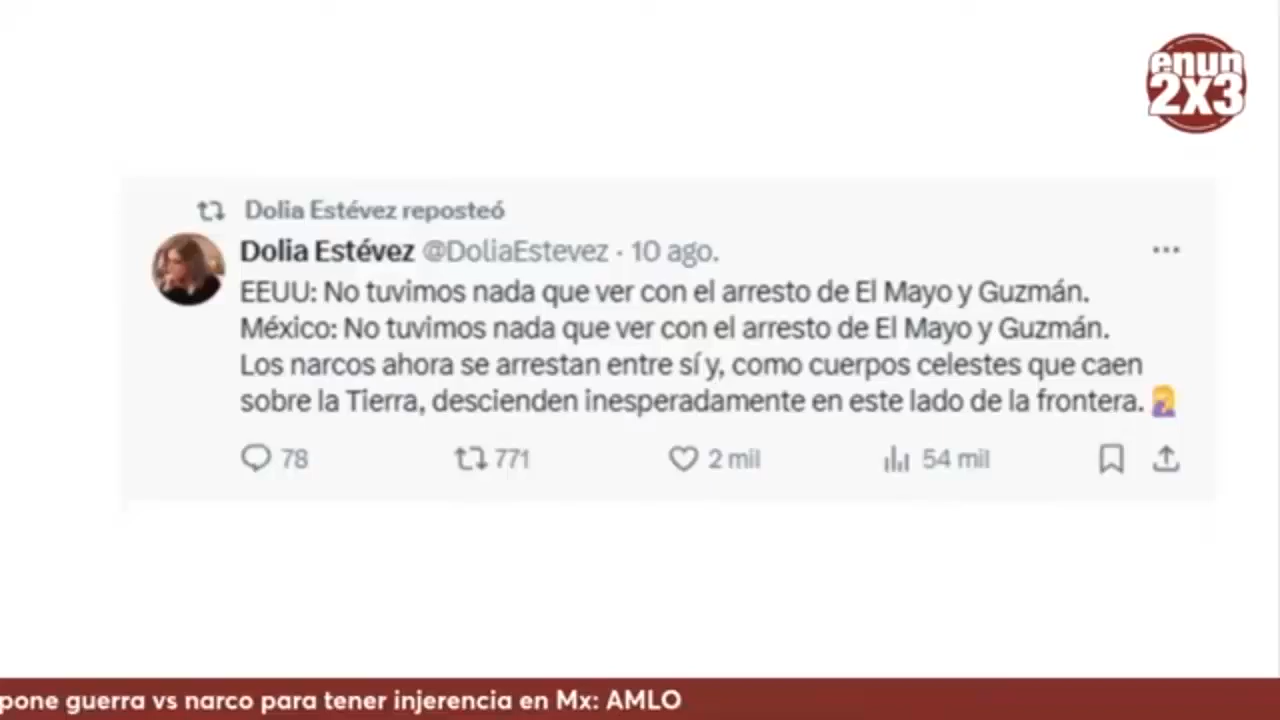 enun
2x3
Dolia Estévez reposteó
Dolia Estévez @DoliaEstevez · 10 ago.
EEUU: No tuvimos nada que ver con el arresto de El Mayo y Guzmán.
México: No tuvimos nada que ver con el arresto de El Mayo y Guzmán.
Los narcos ahora se arrestan entre sí y, como cuerpos celestes que caen
sobre la Tierra, descienden inesperadamente en este lado de la frontera. 🤦‍♀️
78 771 2 mil 54 mil
pone guerra vs narco para tener injerencia en Mx: AMLO